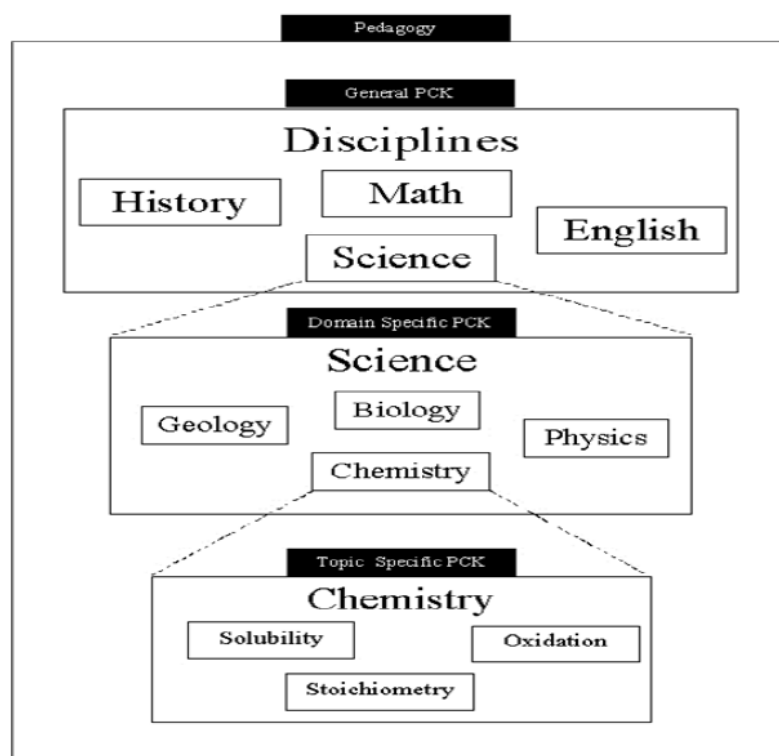 Pedagogy
General PCK
Disciplines
History
Math
English
Science
Domain Specific PCK
Science
Geology
Biology
Physics
Chemistry
Topic Specific PCK
Chemistry
Solubility
Oxidation
Stoichiometry